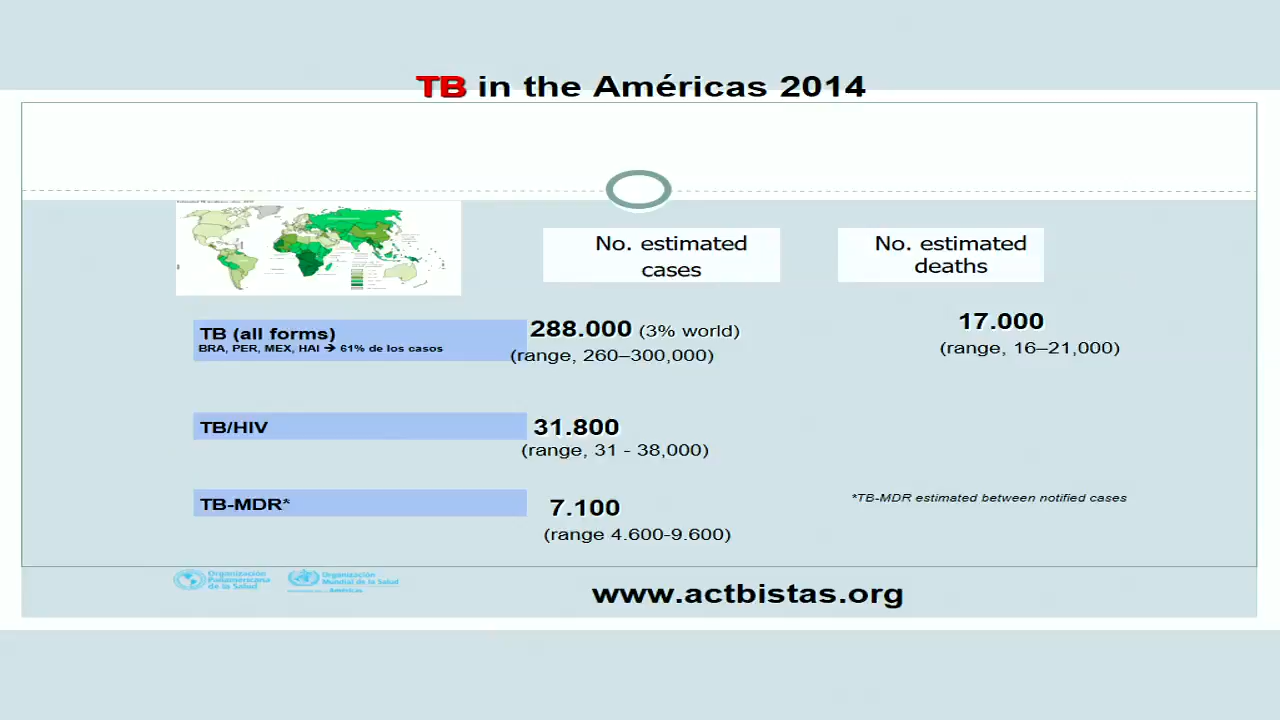 TB in the Américas 2014
No. estimated
cases
No. estimated
deaths
TB (all forms)
BRA, PER, MEX, HAI → 61% de los casos
288.000 (3% world)
(range, 260–300,000)
17.000
(range, 16–21,000)
TB/HIV
31.800
(range, 31 - 38,000)
TB-MDR*
7.100
(range 4.600-9.600)
*TB-MDR estimated between notified cases
Organización
Panamericana
de la Salud
Organización
Mundial de la Salud
Américas
www.actbistas.org